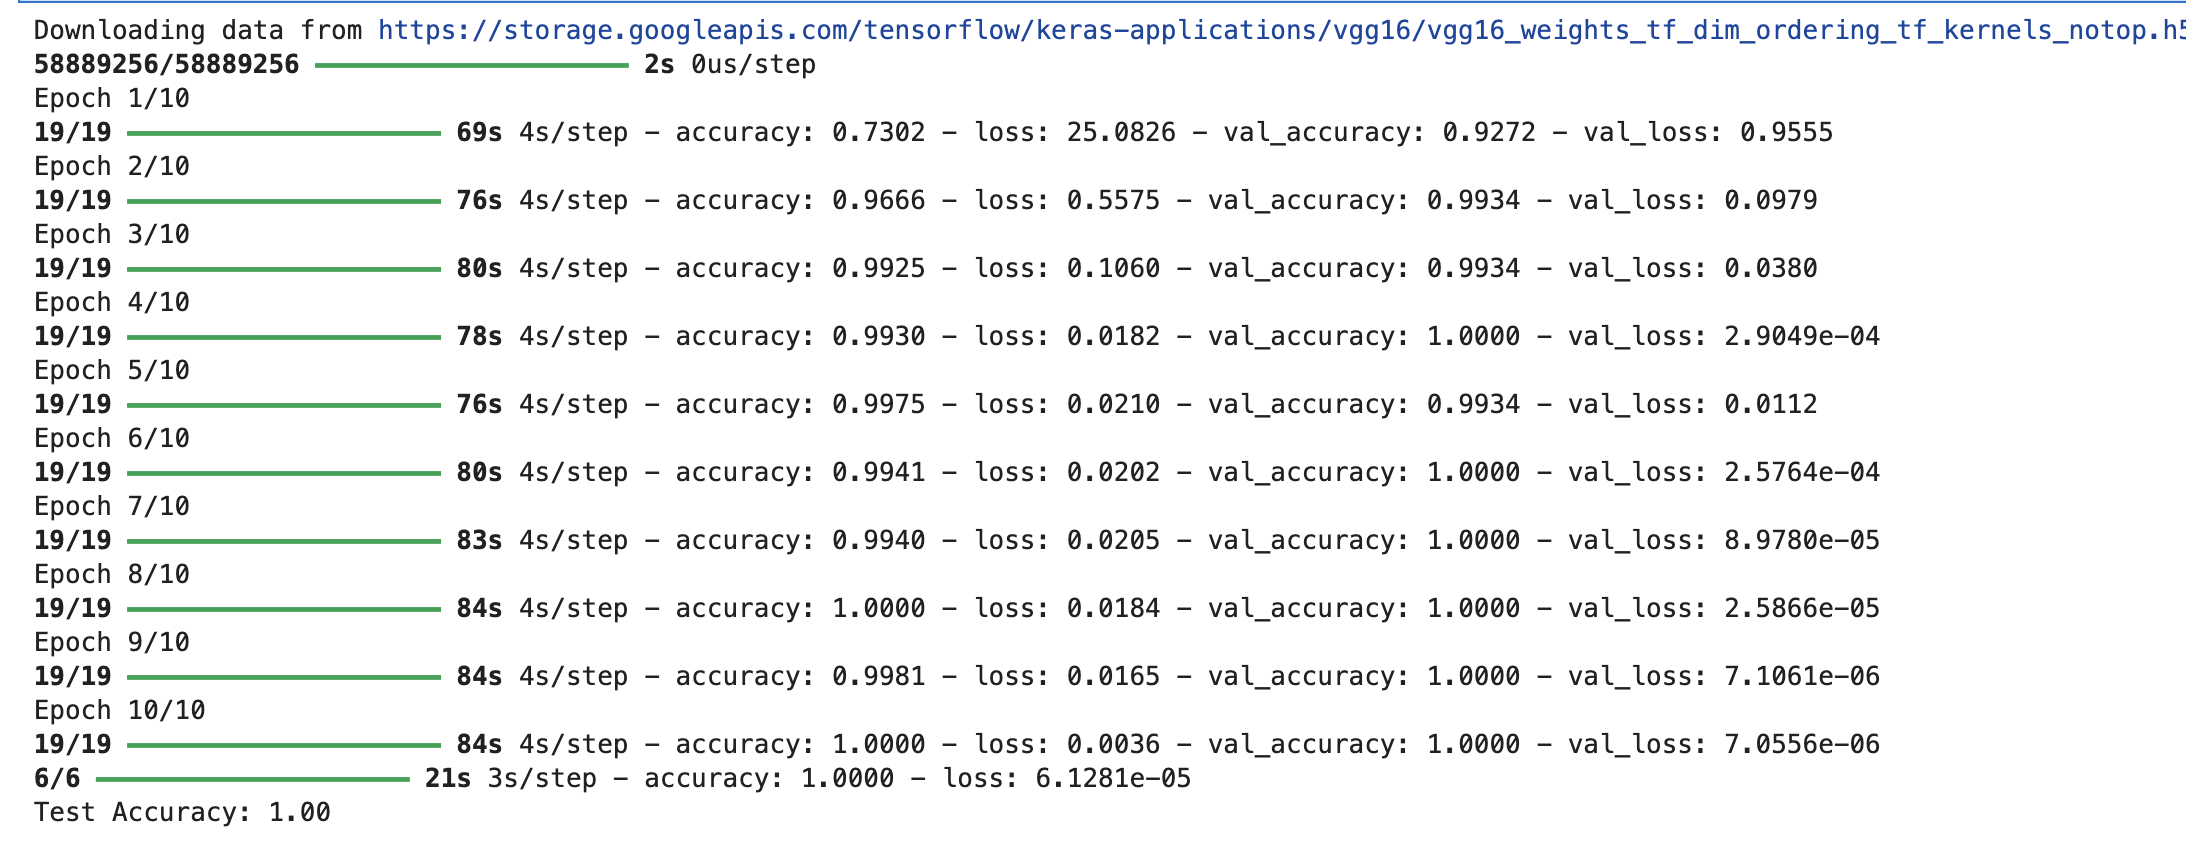 Downloading data from https://storage.googleapis.com/tensorflow/keras-applications/vgg16/vgg16_weights_tf_dim_ordering_tf_kernels_notop.h5
58889256/58889256 ━━━━━━━━━━━━━━━━━━━━ 2s 0us/step
Epoch 1/10
19/19 ━━━━━━━━━━━━━━━━━━━━ 69s 4s/step - accuracy: 0.7302 - loss: 25.0826 - val_accuracy: 0.9272 - val_loss: 0.9555
Epoch 2/10
19/19 ━━━━━━━━━━━━━━━━━━━━ 76s 4s/step - accuracy: 0.9666 - loss: 0.5575 - val_accuracy: 0.9934 - val_loss: 0.0979
Epoch 3/10
19/19 ━━━━━━━━━━━━━━━━━━━━ 80s 4s/step - accuracy: 0.9925 - loss: 0.1060 - val_accuracy: 0.9934 - val_loss: 0.0380
Epoch 4/10
19/19 ━━━━━━━━━━━━━━━━━━━━ 78s 4s/step - accuracy: 0.9930 - loss: 0.0182 - val_accuracy: 1.0000 - val_loss: 2.9049e-04
Epoch 5/10
19/19 ━━━━━━━━━━━━━━━━━━━━ 76s 4s/step - accuracy: 0.9975 - loss: 0.0210 - val_accuracy: 0.9934 - val_loss: 0.0112
Epoch 6/10
19/19 ━━━━━━━━━━━━━━━━━━━━ 80s 4s/step - accuracy: 0.9941 - loss: 0.0202 - val_accuracy: 1.0000 - val_loss: 2.5764e-04
Epoch 7/10
19/19 ━━━━━━━━━━━━━━━━━━━━ 83s 4s/step - accuracy: 0.9940 - loss: 0.0205 - val_accuracy: 1.0000 - val_loss: 8.9780e-05
Epoch 8/10
19/19 ━━━━━━━━━━━━━━━━━━━━ 84s 4s/step - accuracy: 1.0000 - loss: 0.0184 - val_accuracy: 1.0000 - val_loss: 2.5866e-05
Epoch 9/10
19/19 ━━━━━━━━━━━━━━━━━━━━ 84s 4s/step - accuracy: 0.9981 - loss: 0.0165 - val_accuracy: 1.0000 - val_loss: 7.1061e-06
Epoch 10/10
19/19 ━━━━━━━━━━━━━━━━━━━━ 84s 4s/step - accuracy: 1.0000 - loss: 0.0036 - val_accuracy: 1.0000 - val_loss: 7.0556e-06
6/6 ━━━━━━━━━━━━━━━━━━━━ 21s 3s/step - accuracy: 1.0000 - loss: 6.1281e-05
Test Accuracy: 1.00